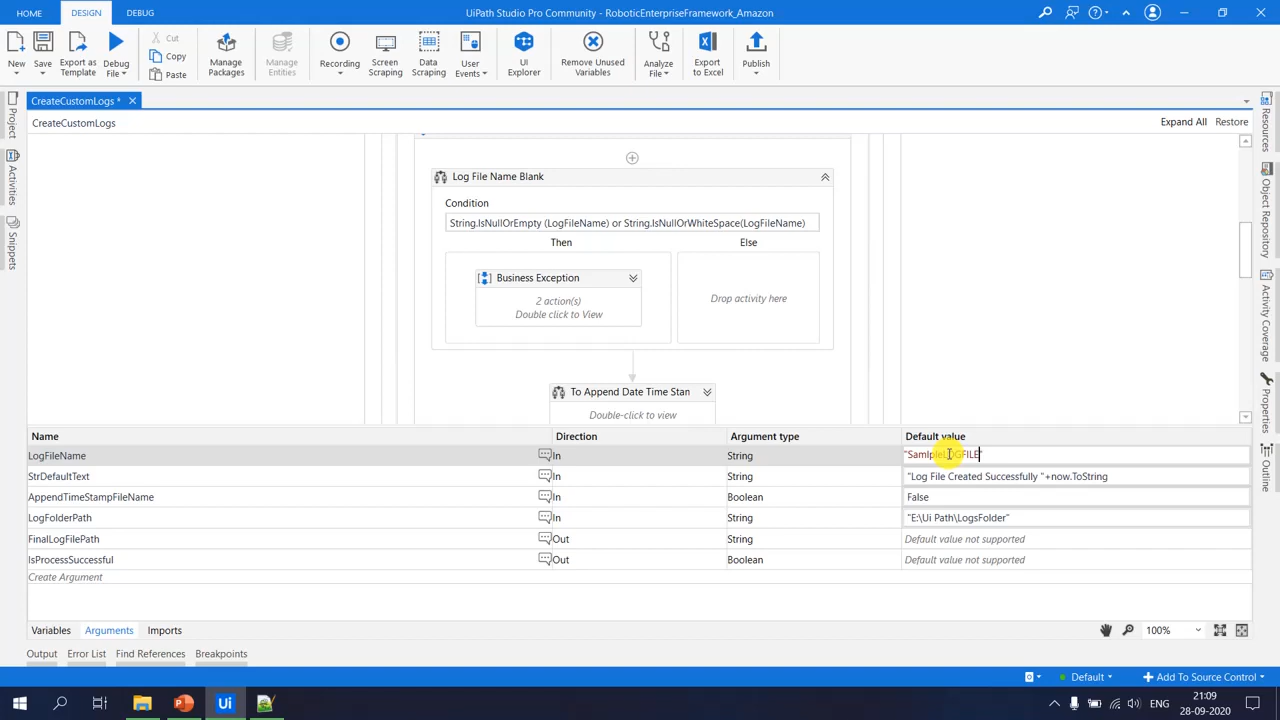 HOME
DESIGN
DEBUG
UiPath Studio Pro Community - RoboticEnterpriseFramework_Amazon
New
Save
Export as Template
Debug File
Cut
Copy
Paste
Manage Packages
Manage Entities
Recording
Screen Scraping
Data Scraping
User Events
UI Explorer
Remove Unused Variables
Analyze File
Export to Excel
Publish
CreateCustomLogs *
CreateCustomLogs
Expand All
Restore
Project
Activities
Snippets
Resources
Object Repository
Activity Coverage
Properties
Outline
Log File Name Blank
Condition
String.IsNullOrEmpty (LogFileName) or String.IsNullOrWhiteSpace(LogFileName)
Then
Else
Business Exception
2 action(s)
Double click to View
Drop activity here
To Append Date Time Stan
Double-click to view
Name Direction Argument type Default value
LogFileName In String "SamlpleLOGFILE"
StrDefaultText In String "Log File Created Successfully "+now.ToString
AppendTimeStampFileName In Boolean False
LogFolderPath In String "E:\Ui Path\LogsFolder"
FinalLogFilePath Out String Default value not supported
IsProcessSuccessful Out Boolean Default value not supported
Create Argument
Variables Arguments Imports
100%
Output Error List Find References Breakpoints
Default
Add To Source Control
Ui
ENG
21:09
28-09-2020